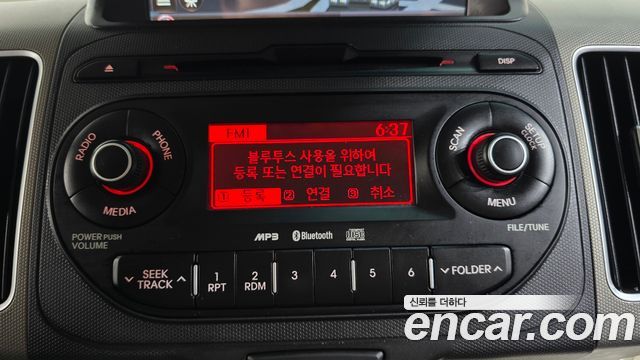 DISP
RADIO
PHONE
MEDIA
SCAN
SETUP
CLOCK
MENU
FM1 6:37
블루투스 사용을 위하여
등록 또는 연결이 필요합니다
1 등록 2 연결 3 취소
POWER PUSH
VOLUME
MP3 Bluetooth
FILE/TUNE
SEEK
TRACK
1
RPT
2
RDM
3
4
5
6
FOLDER
신뢰를 더하다
encar.com